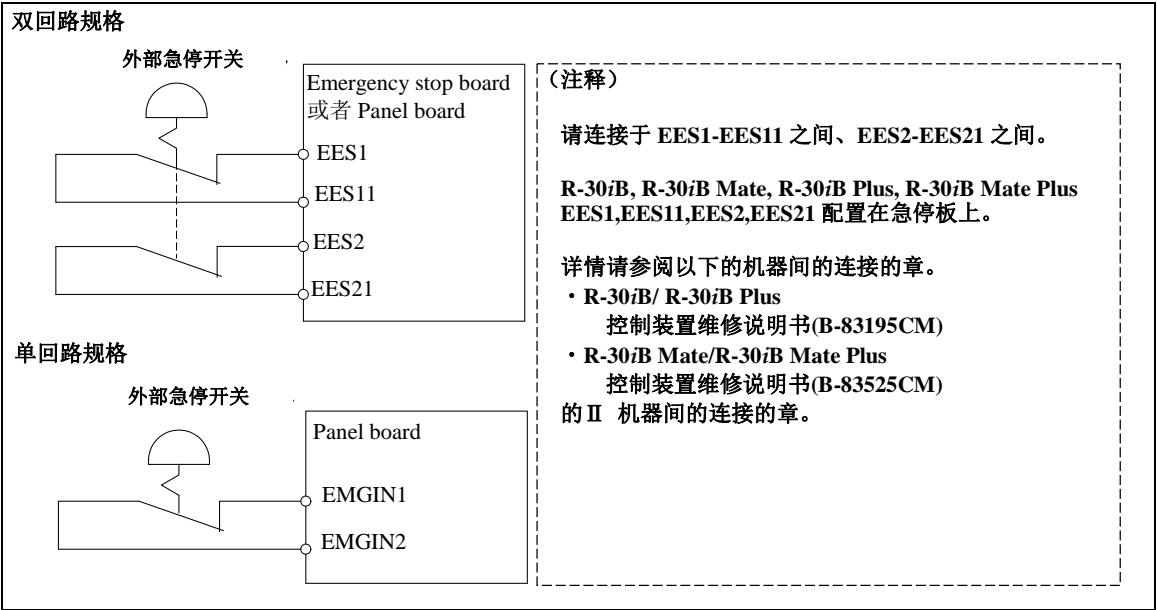 双回路规格
外部急停开关
Emergency stop board
或者 Panel board
EES1
EES11
EES2
EES21
单回路规格
外部急停开关
Panel board
EMGIN1
EMGIN2
（注释）
请连接于 EES1-EES11 之间、EES2-EES21 之间。
R-30iB, R-30iB Mate, R-30iB Plus, R-30iB Mate Plus
EES1,EES11,EES2,EES21 配置在急停板上。
详情请参阅以下的机器间的连接的章。
・R-30iB/ R-30iB Plus
控制装置维修说明书(B-83195CM)
・R-30iB Mate/R-30iB Mate Plus
控制装置维修说明书(B-83525CM)
的Ⅱ 机器间的连接的章。